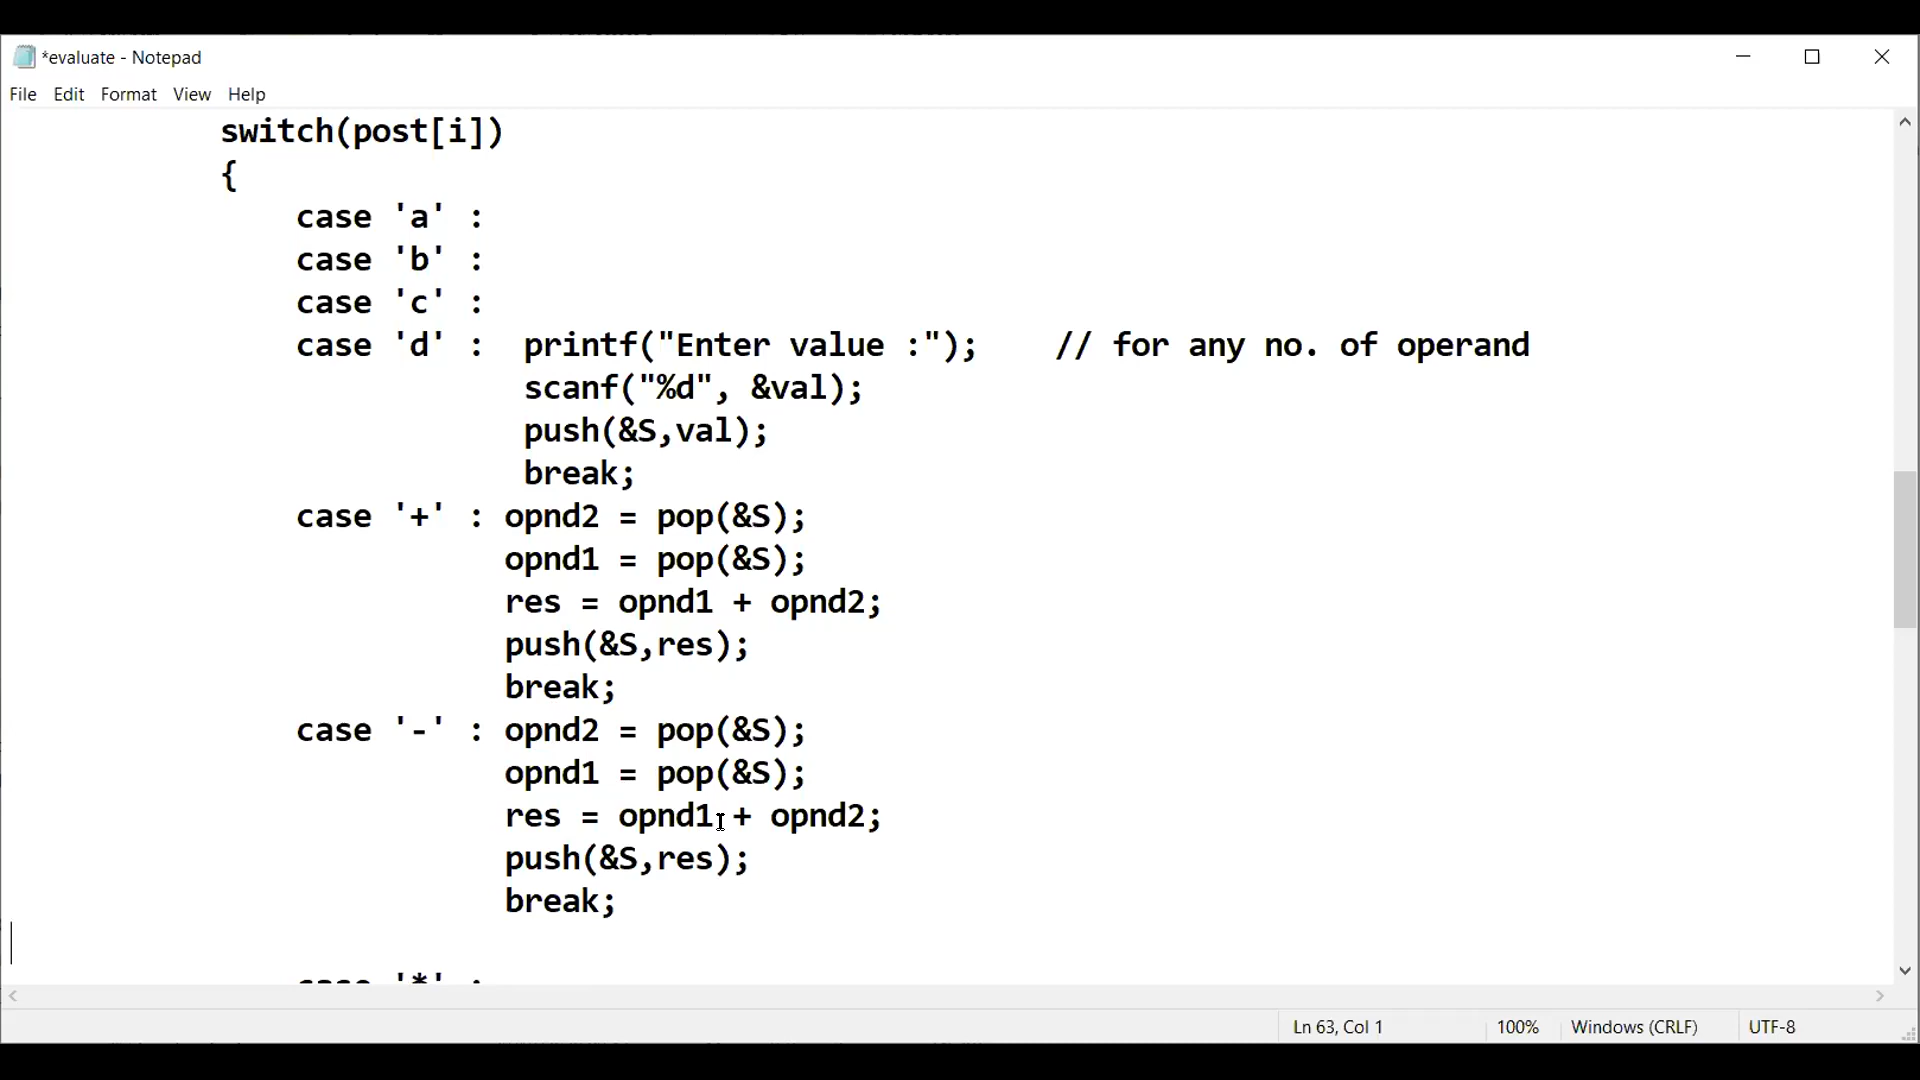 *evaluate - Notepad
File Edit Format View Help
switch(post[i])
{
case 'a' :
case 'b' :
case 'c' :
case 'd' : printf("Enter value :"); // for any no. of operand
scanf("%d", &val);
push(&S,val);
break;
case '+' : opnd2 = pop(&S);
opnd1 = pop(&S);
res = opnd1 + opnd2;
push(&S,res);
break;
case '-' : opnd2 = pop(&S);
opnd1 = pop(&S);
res = opnd1 + opnd2;
push(&S,res);
break;
case '*' :
Ln 63, Col 1 100% Windows (CRLF) UTF-8